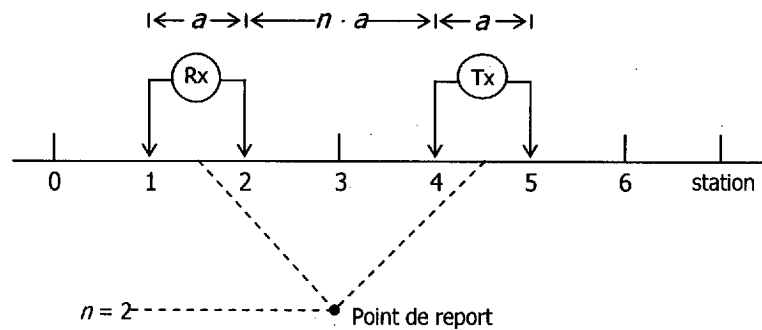 a n · a a
Rx Tx
0 1 2 3 4 5 6 station
n = 2 Point de report